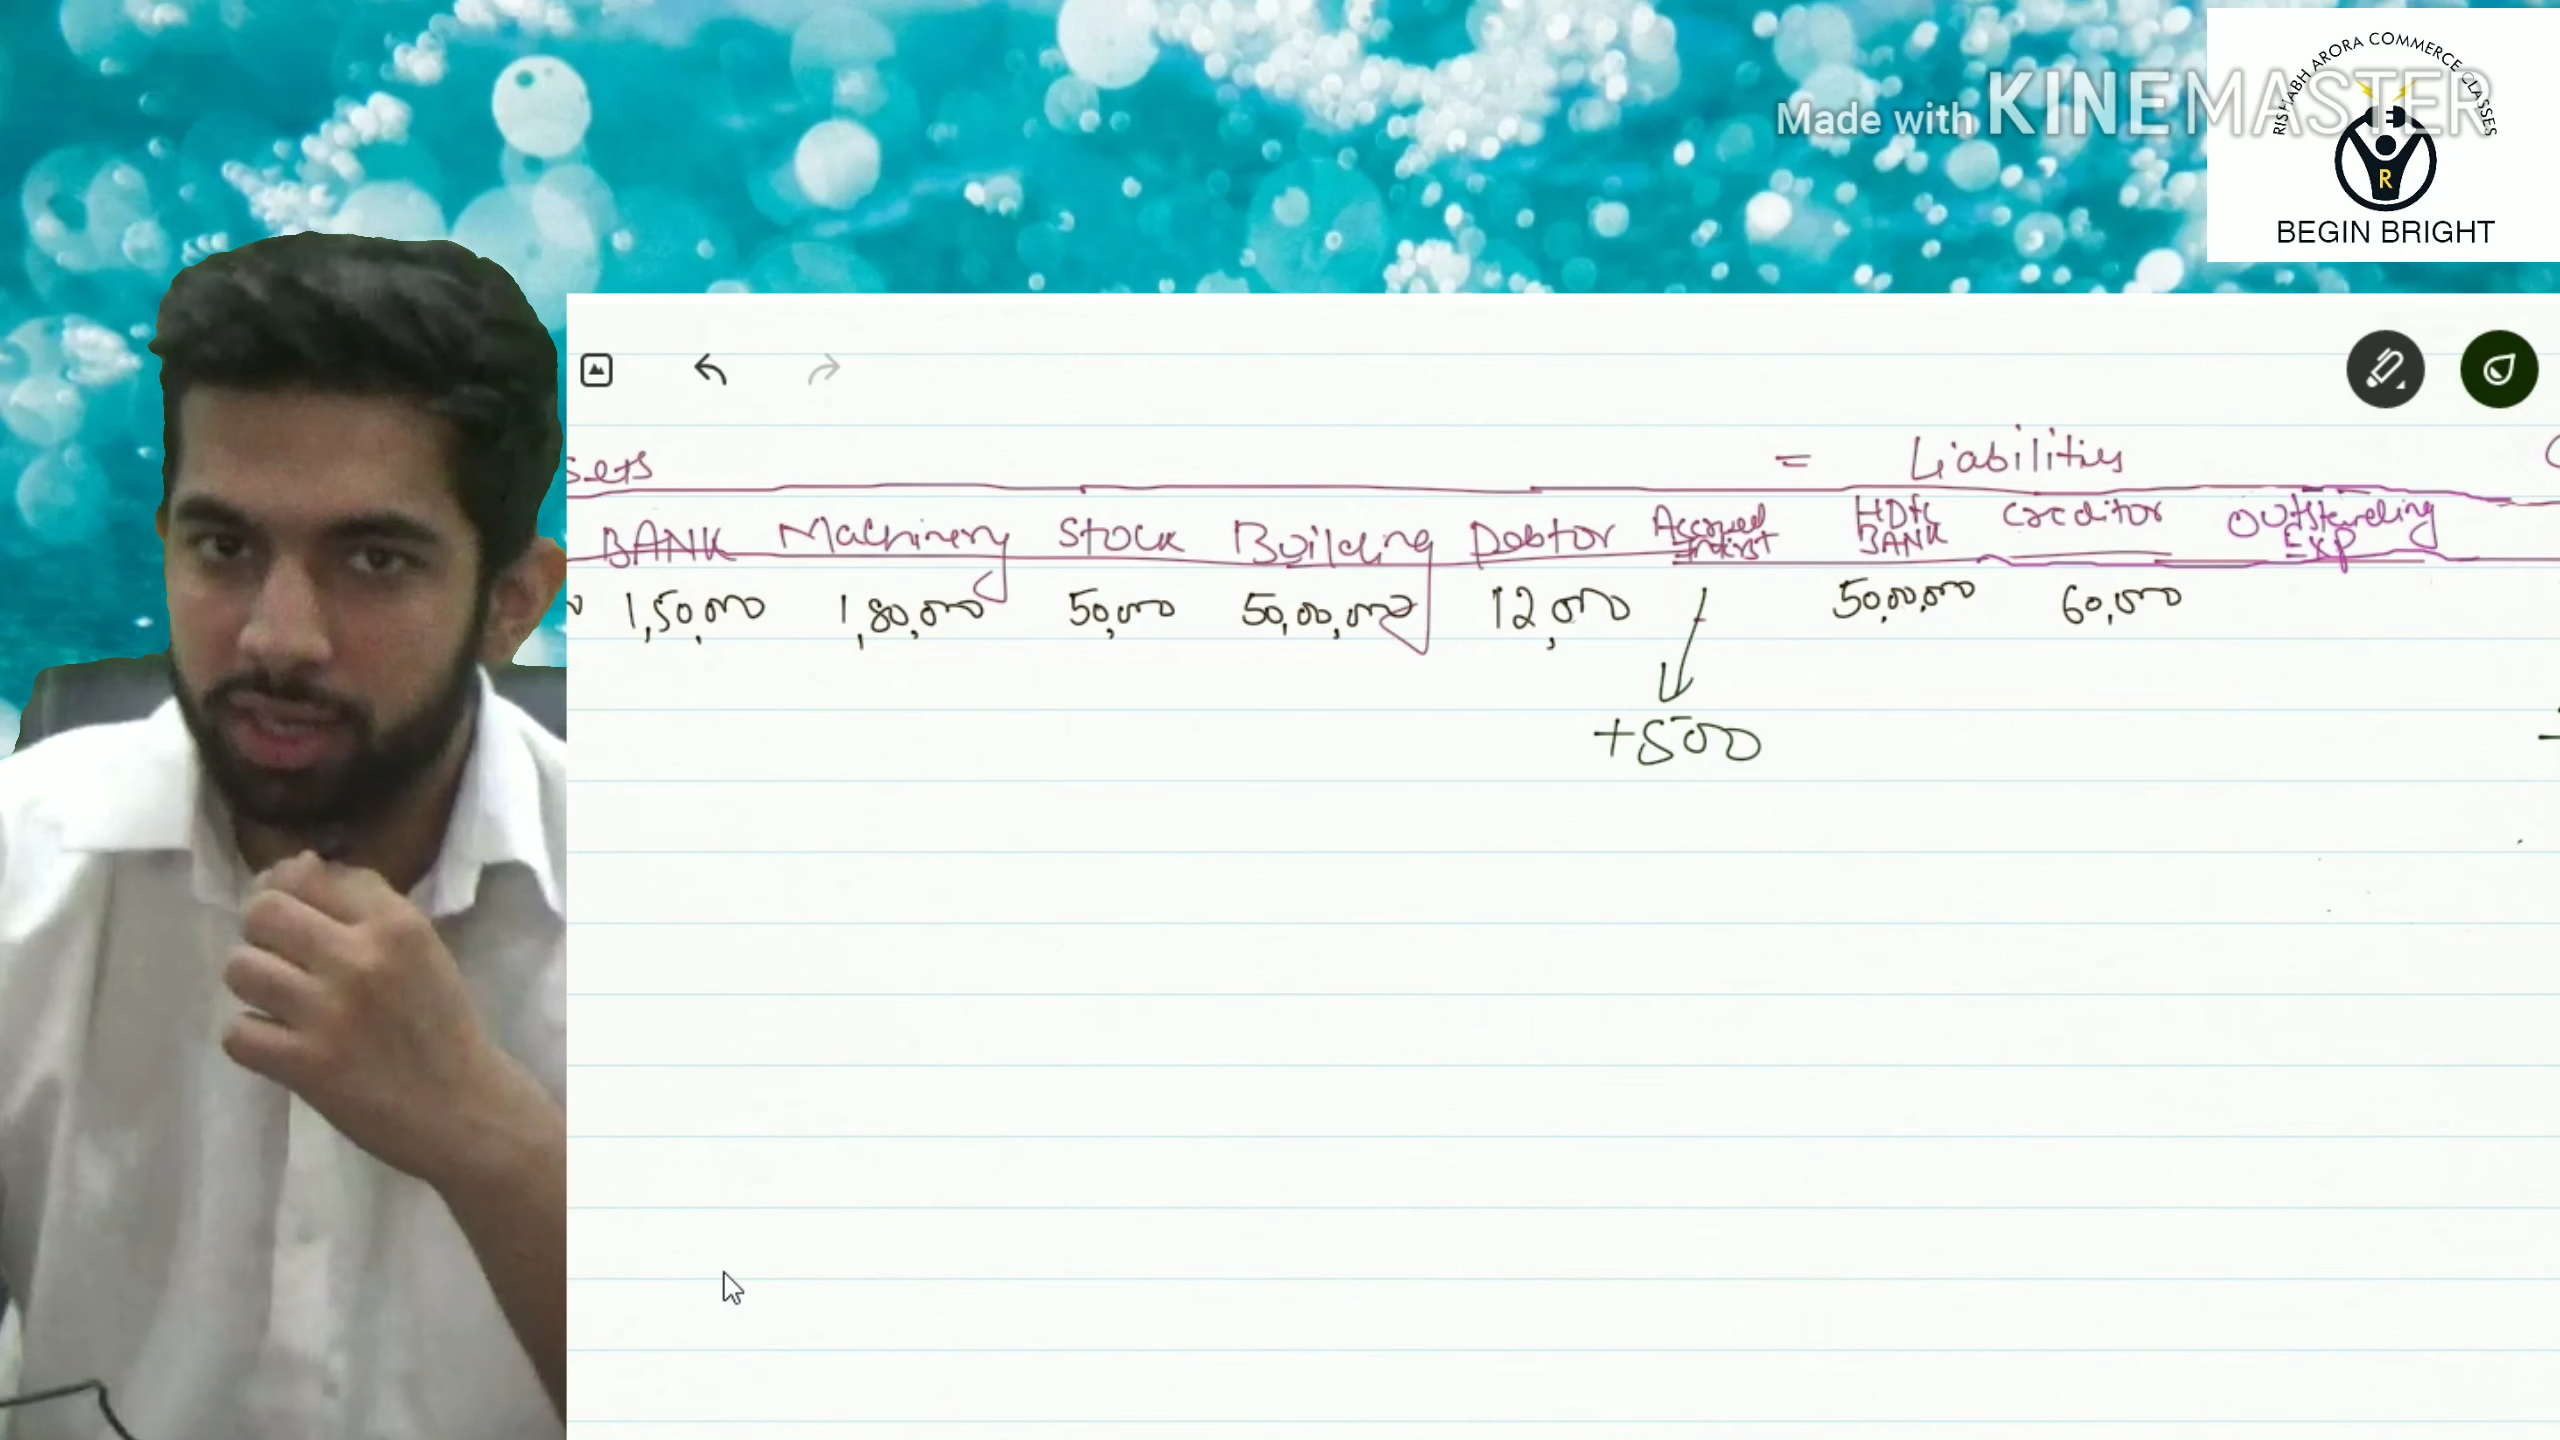 RISHABH ARORA COMMERCE CLASSES
Made with KINEMASTER
R
BEGIN BRIGHT
sets = Liabilities
BANK Machinery Stock Building Debtor Accrued HDFC Creditor Outstanding
Intrest BANK EXP
1,50,000 1,80,000 50,000 50,00,000 12,000 50,00,000 60,000
+500